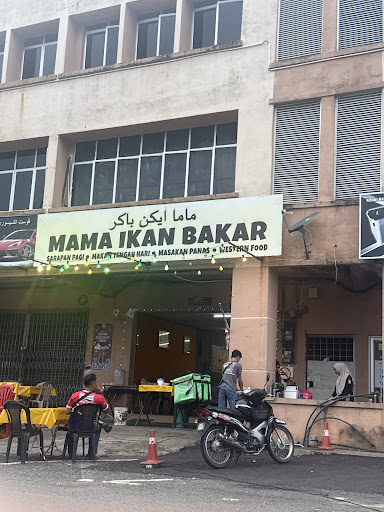 ماما ايكن باكر
MAMA IKAN BAKAR
SARAPAN PAGI ● MAKAN TENGAH HARI ● MASAKAN PANAS ● WESTERN FOOD